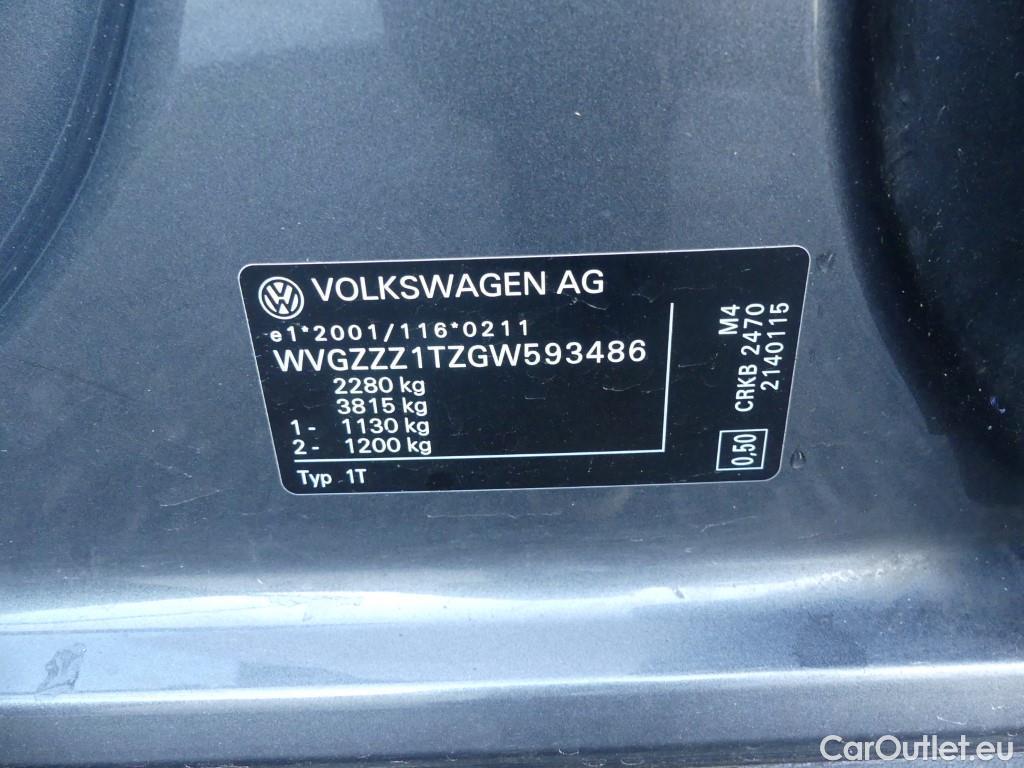 VOLKSWAGEN AG
e1*2001/116*0211
WVGZZZ1TZGW593486
2280 kg
3815 kg
1- 1130 kg
2- 1200 kg
Typ 1T
M4
CRKB 2470
2140115
0,50
CarOutlet.eu